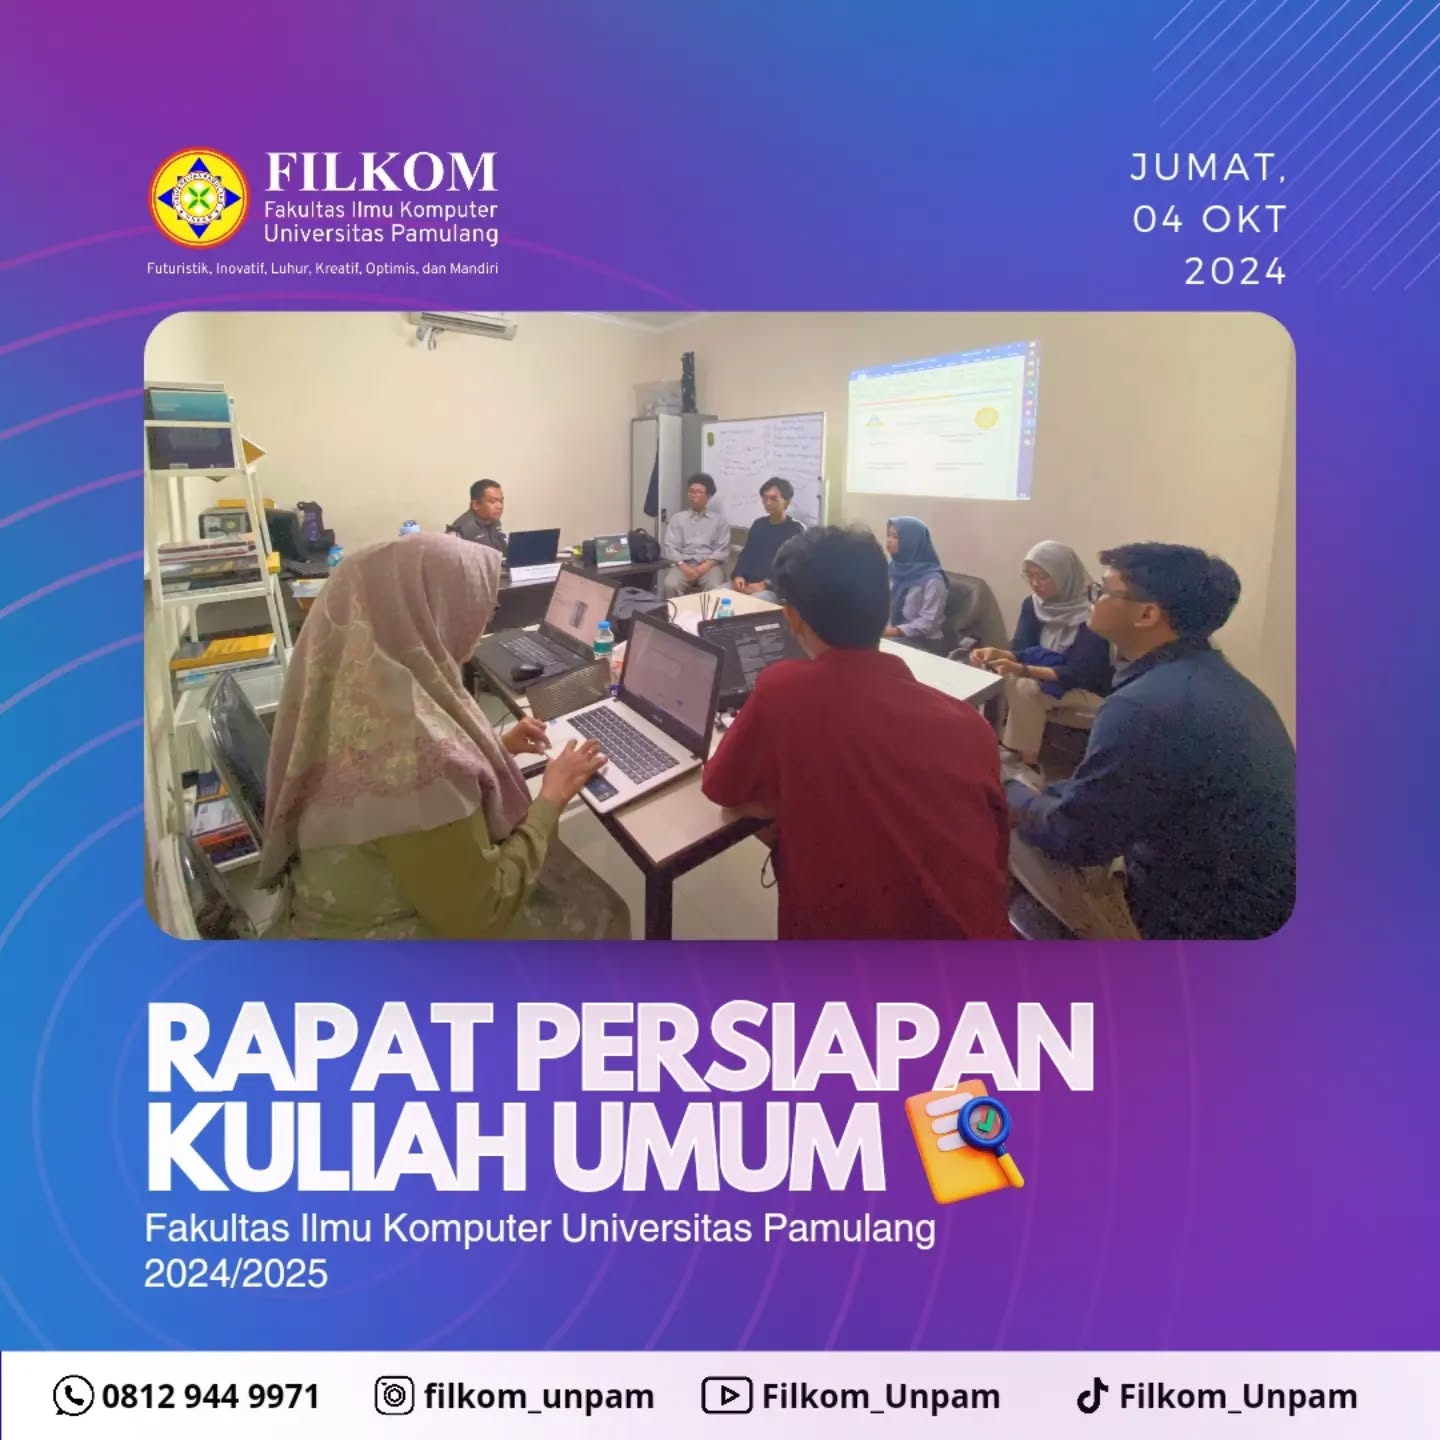 FILKOM
Fakultas Ilmu Komputer
Universitas Pamulang
Futuristik, Inovatif, Luhur, Kreatif, Optimis, dan Mandiri
JUMAT,
04 OKT
2024
RAPAT PERSIAPAN
KULIAH UMUM
Fakultas Ilmu Komputer Universitas Pamulang
2024/2025
0812 944 9971
filkom_unpam
Filkom_Unpam
Filkom_Unpam